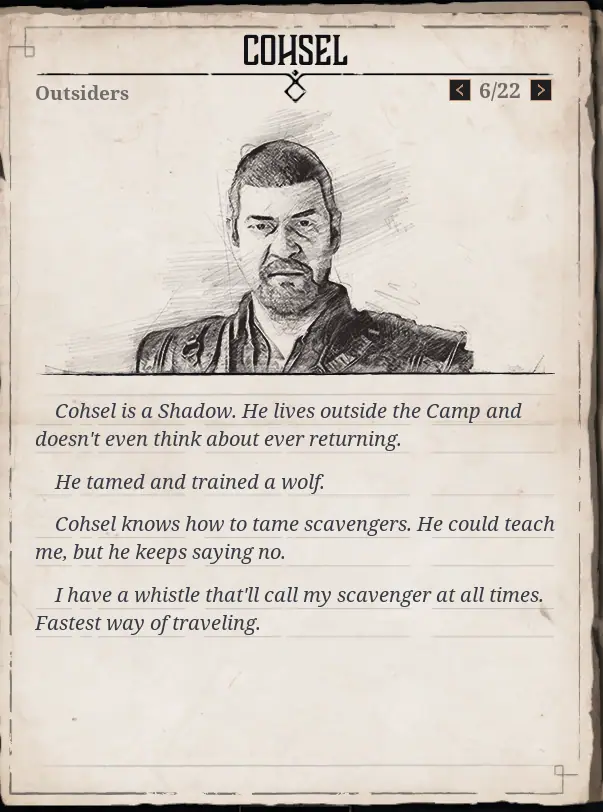 COHSEL
Outsiders
6/22
Cohsel is a Shadow. He lives outside the Camp and
doesn't even think about ever returning.
He tamed and trained a wolf.
Cohsel knows how to tame scavengers. He could teach
me, but he keeps saying no.
I have a whistle that'll call my scavenger at all times.
Fastest way of traveling.